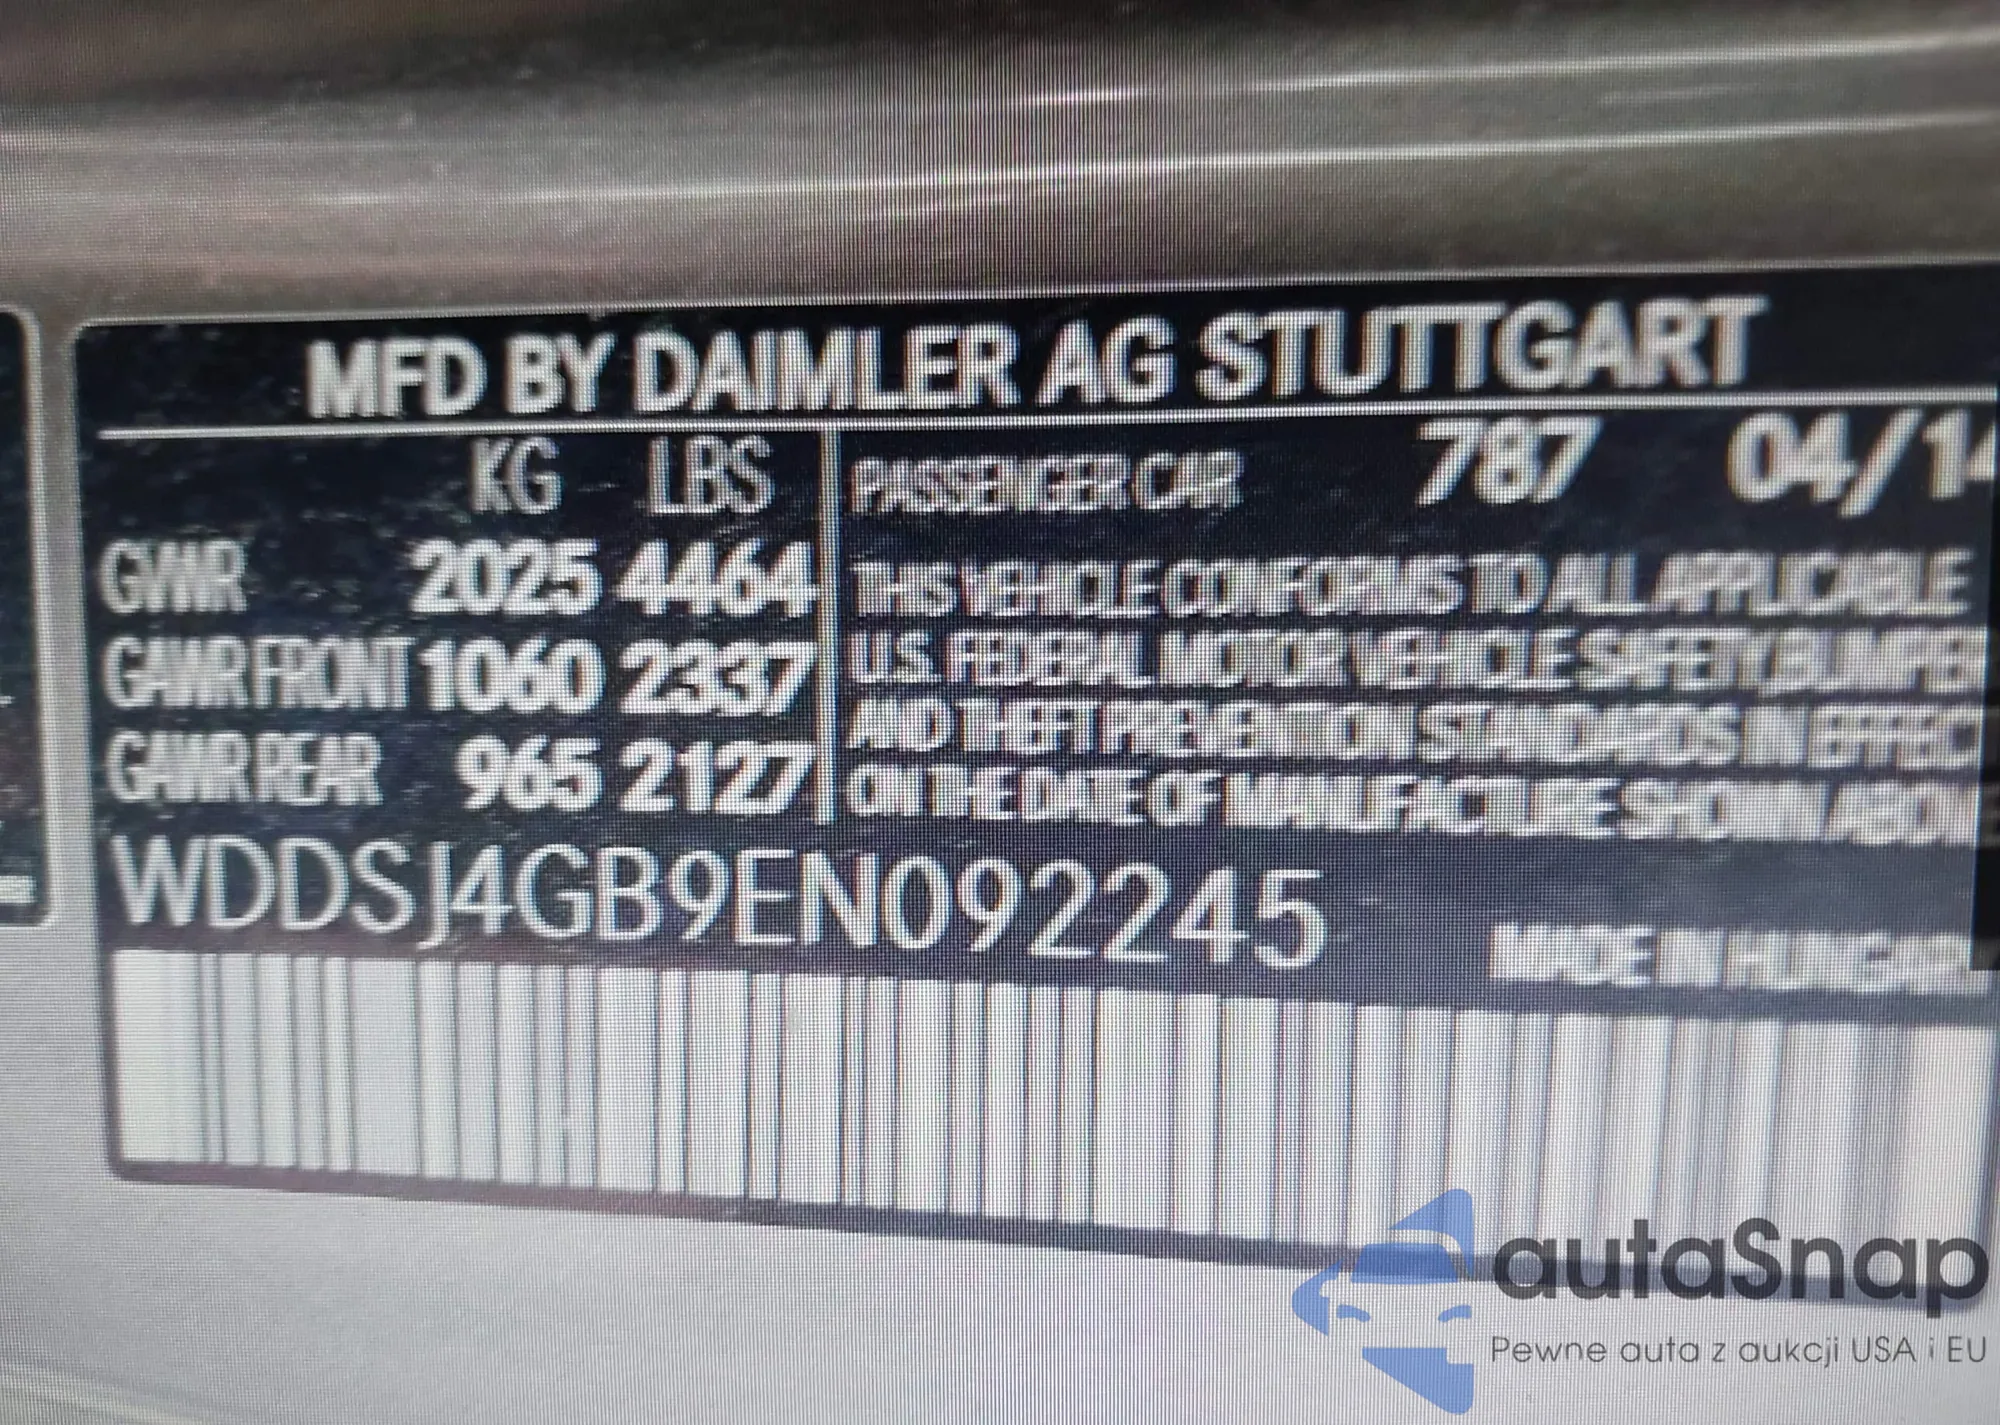 MFD BY DAIMLER AG STUTTGART
KG LBS
GVWR 2025 4464
GAWR FRONT 1060 2337
GAWR REAR 965 2127
PASSENGER CAR 787 04/14
THIS VEHICLE CONFORMS TO ALL APPLICABLE
U.S. FEDERAL MOTOR VEHICLE SAFETY, BUMPER
AND THEFT PREVENTION STANDARDS IN EFFECT
ON THE DATE OF MANUFACTURE SHOWN ABOV
WDDSJ4GB9EN092245
MADE IN HUNGARY
autaSnap
Pewne auta z aukcji USA i EU